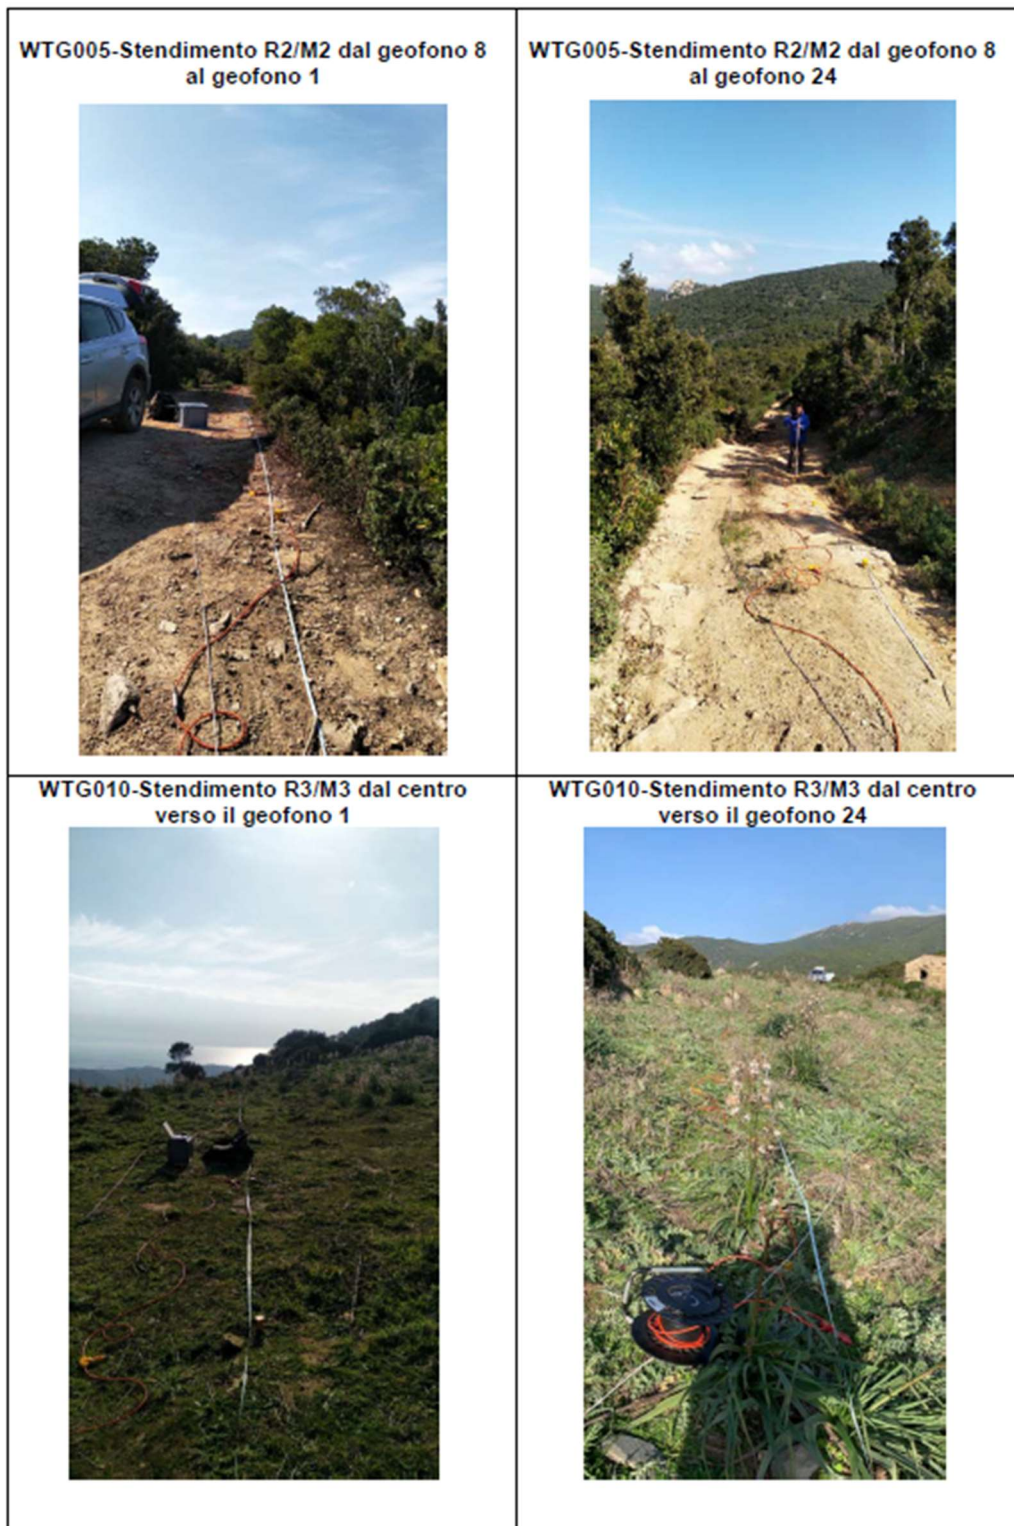 WTG005-Stendimento R2/M2 dal geofono 8
al geofono 1
WTG005-Stendimento R2/M2 dal geofono 8
al geofono 24
WTG010-Stendimento R3/M3 dal centro
verso il geofono 1
WTG010-Stendimento R3/M3 dal centro
verso il geofono 24